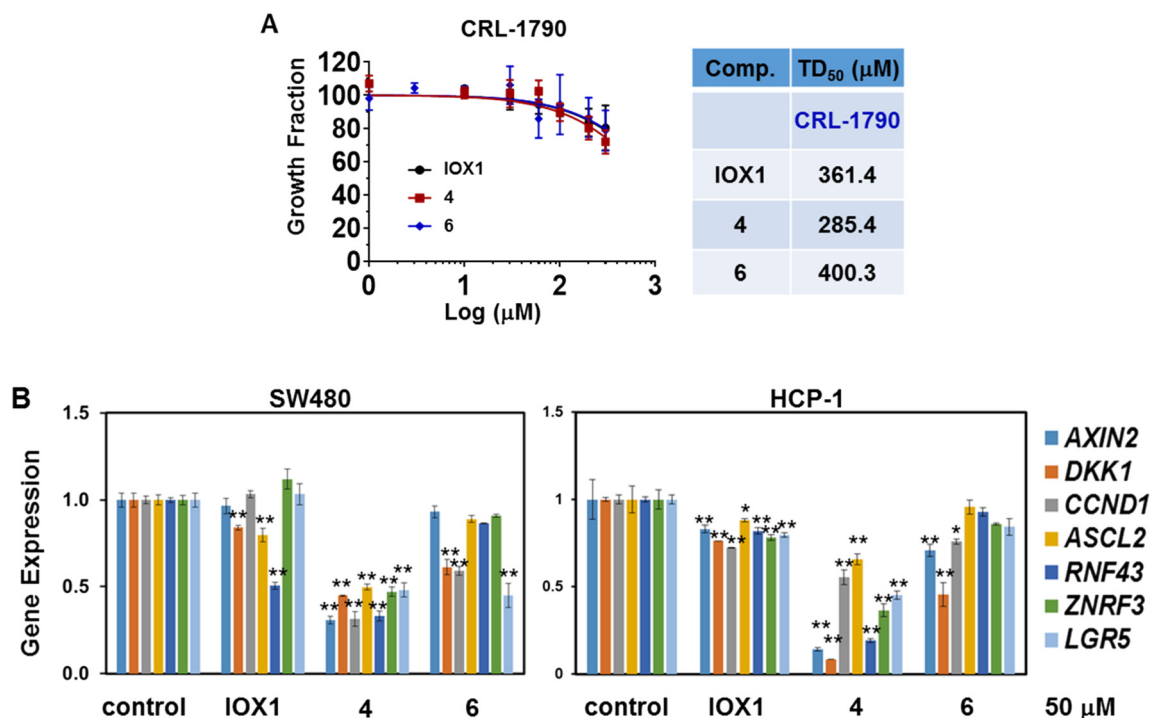 A
CRL-1790
120
100
80
60
40
20
0
Growth Fraction
IOX1
4
6
0 1 2 3
Log (μM)
Comp. TD50 (μM)
CRL-1790
IOX1 361.4
4 285.4
6 400.3
B
SW480
1.5
1.0
0.5
0.0
Gene Expression
** ** **
** ** ** ** ** ** **
** ** **
control IOX1 4 6
HCP-1
1.5
1.0
0.5
0
** ** ** * ** ** **
** ** ** ** ** ** **
** ** *
control IOX1 4 6
50 μM
AXIN2
DKK1
CCND1
ASCL2
RNF43
ZNRF3
LGR5